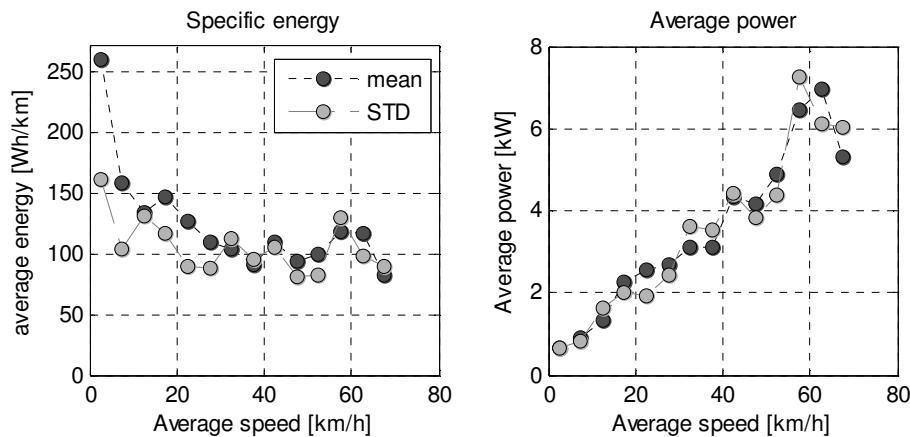 Specific energy
average energy [Wh/km]
250
200
150
100
50
0
mean
STD
0 20 40 60 80
Average speed [km/h]
Average power
Average power [kW]
8
6
4
2
0
0 20 40 60 80
Average speed [km/h]